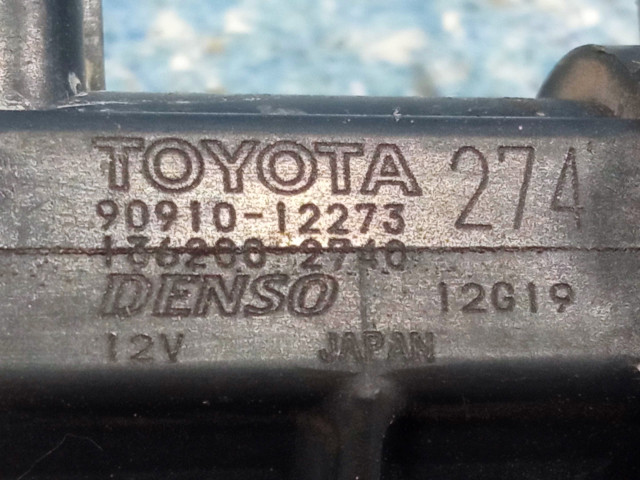 TOYOTA 274
90910-12273
136200-2740
DENSO 12G19
12V JAPAN